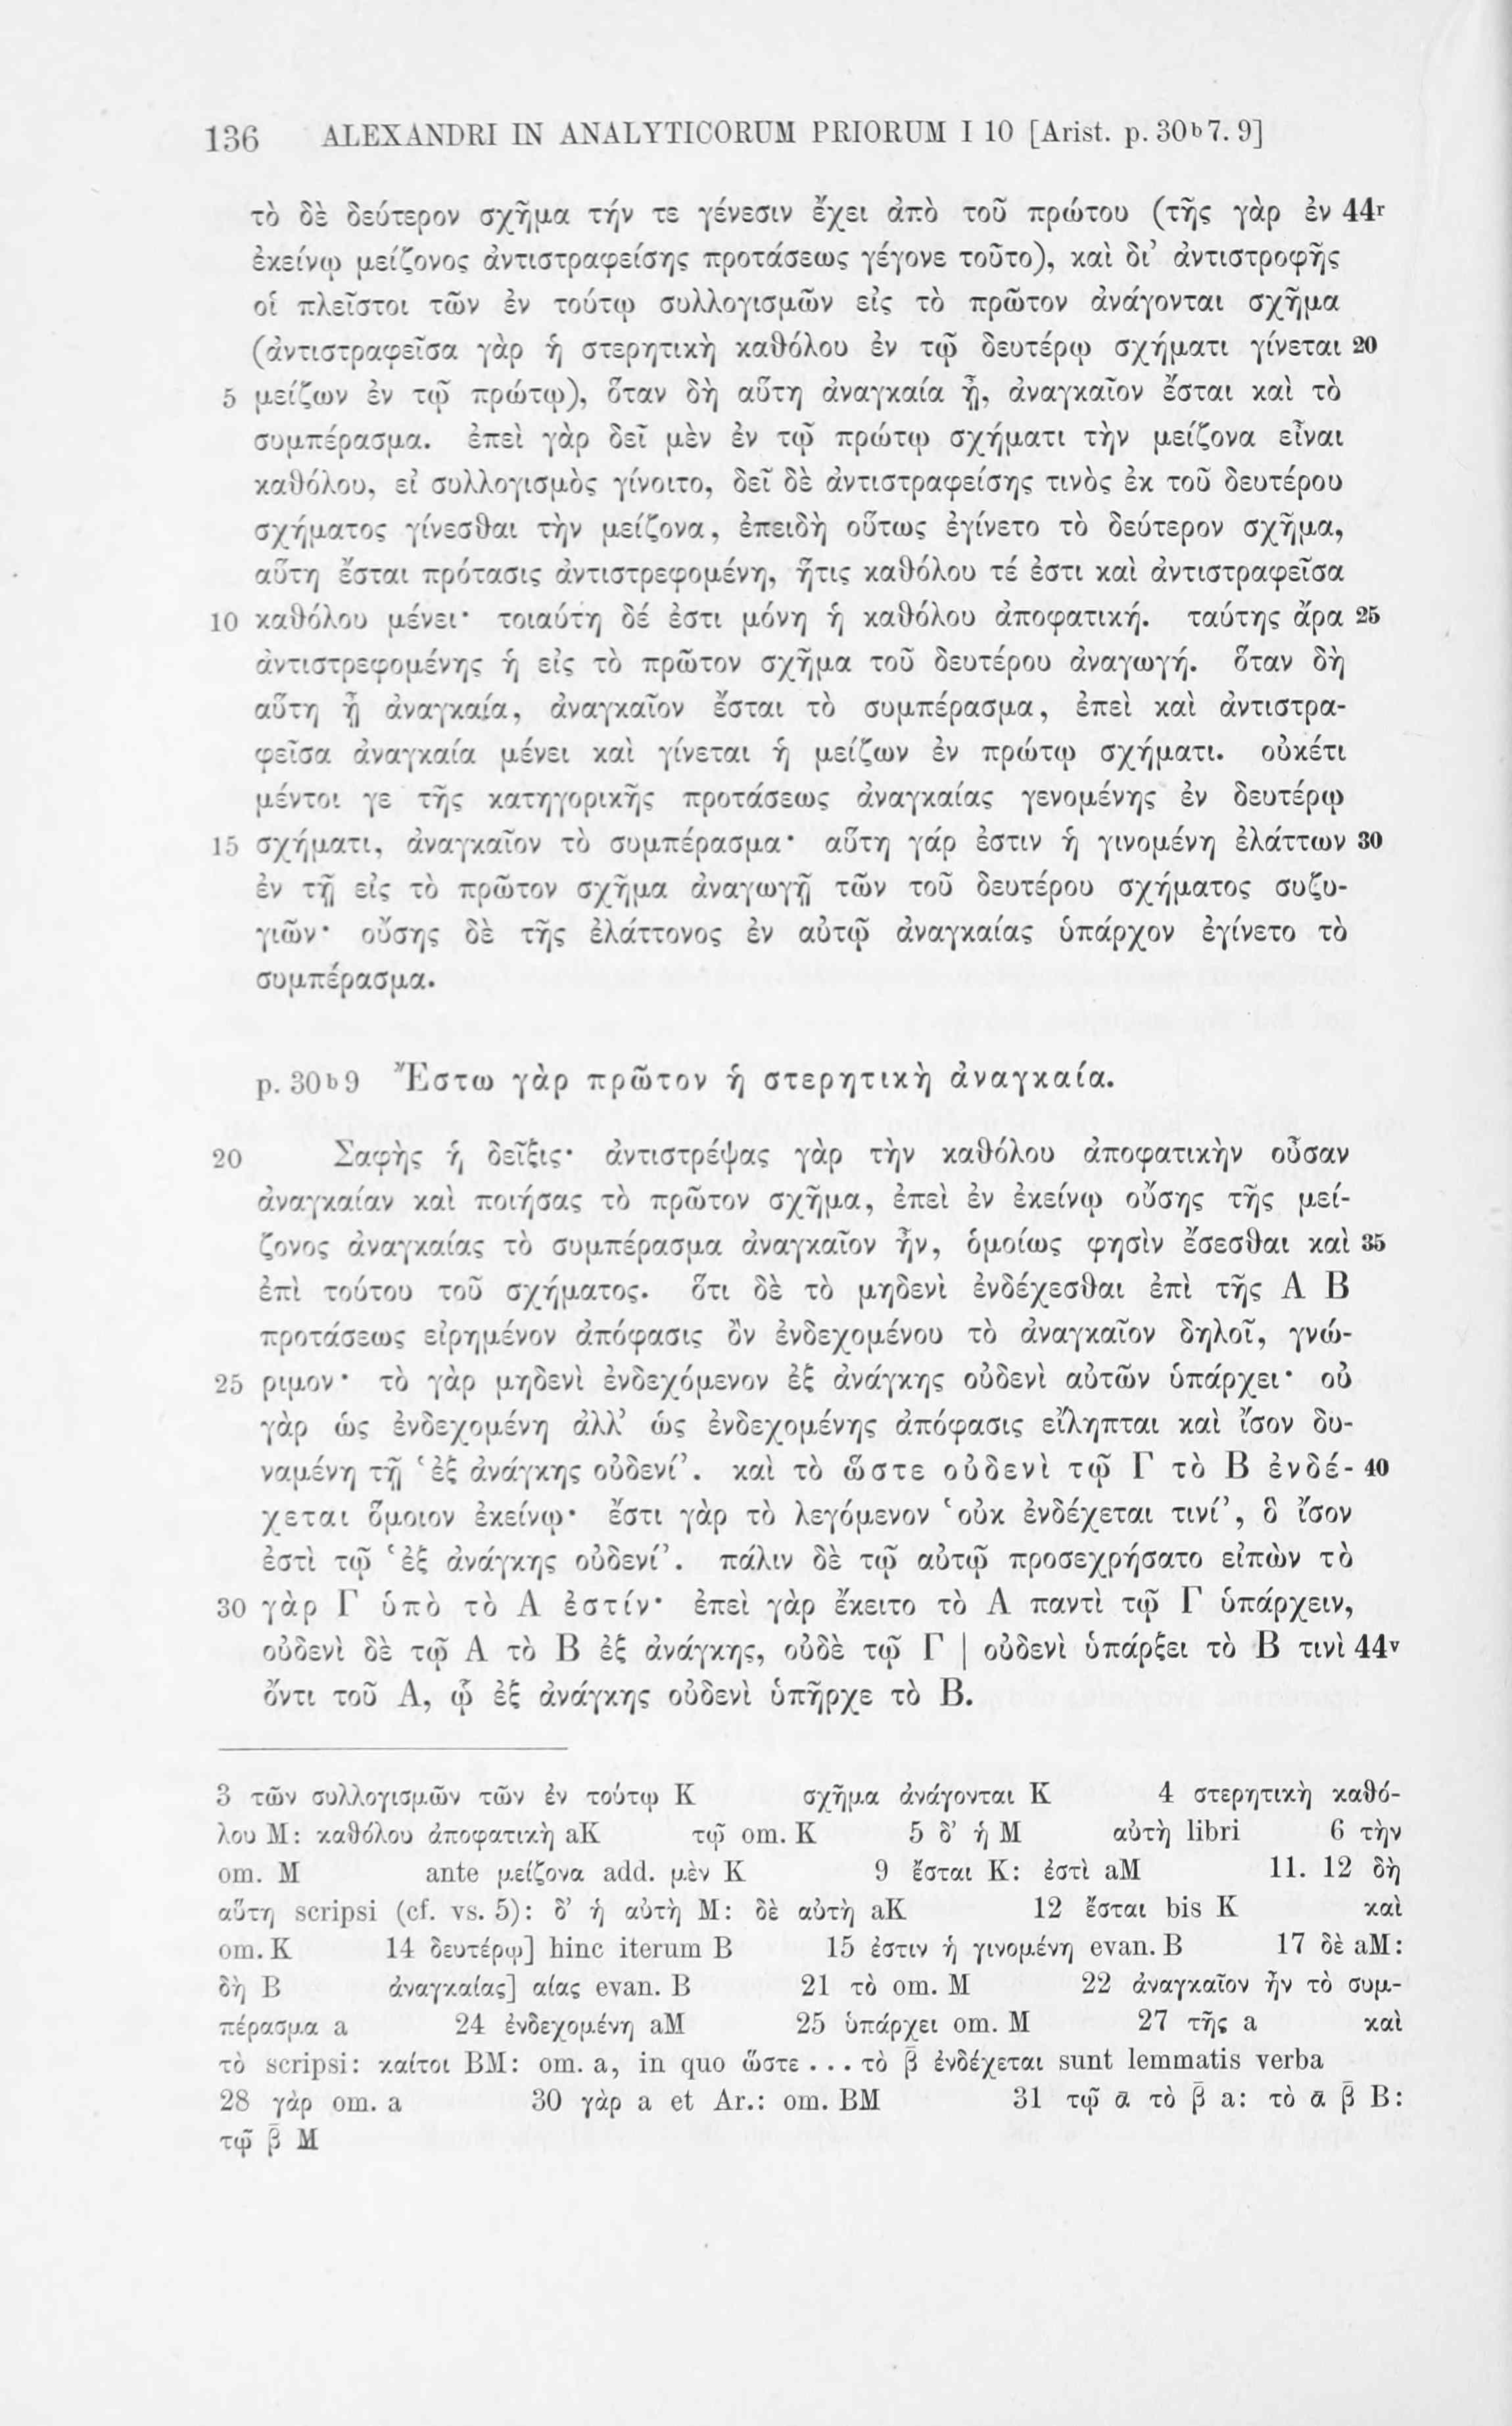 136 ALEXANDRI IN ANALYTICORUM PRIORUM I 10 [Arist. p. 30b7. 9]
τὸ δὲ δεύτερον σχῆμα τήν τε γένεσιν ἔχει ἀπὸ τοῦ πρώτου (τῆς γὰρ ἐν 44r
ἐκείνῳ μείζονος ἀντιστραφείσης προτάσεως γέγονε τοῦτο), καὶ δι’ ἀντιστροφῆς
οἱ πλεῖστοι τῶν ἐν τούτῳ συλλογισμῶν εἰς τὸ πρῶτον ἀνάγονται σχῆμα
(ἀντιστραφεῖσα γὰρ ἡ στερητικὴ καθόλου ἐν τῷ δευτέρῳ σχήματι γίνεται 20
5 μείζων ἐν τῷ πρώτῳ), ὅταν δὴ αὕτη ἀναγκαία ᾖ, ἀναγκαῖον ἔσται καὶ τὸ
συμπέρασμα. ἐπεὶ γὰρ δεῖ μὲν ἐν τῷ πρώτῳ σχήματι τὴν μείζονα εἶναι
καθόλου, εἰ συλλογισμὸς γίνοιτο, δεῖ δὲ ἀντιστραφείσης τινὸς ἐκ τοῦ δευτέρου
σχήματος γίνεσθαι τὴν μείζονα, ἐπειδὴ οὕτως ἐγίνετο τὸ δεύτερον σχῆμα,
αὕτη ἔσται πρότασις ἀντιστρεφομένη, ἥτις καθόλου τέ ἐστι καὶ ἀντιστραφεῖσα
10 καθόλου μένει· τοιαύτη δέ ἐστι μόνη ἡ καθόλου ἀποφατική. ταύτης ἄρα 25
ἀντιστρεφομένης ἡ εἰς τὸ πρῶτον σχῆμα τοῦ δευτέρου ἀναγωγή. ὅταν δὴ
αὕτη ᾖ ἀναγκαία, ἀναγκαῖον ἔσται τὸ συμπέρασμα, ἐπεὶ καὶ ἀντιστρα-
φεῖσα ἀναγκαία μένει καὶ γίνεται ἡ μείζων ἐν πρώτῳ σχήματι. οὐκέτι
μέντοι γε τῆς κατηγορικῆς προτάσεως ἀναγκαίας γενομένης ἐν δευτέρῳ
15 σχήματι, ἀναγκαῖον τὸ συμπέρασμα· αὕτη γάρ ἐστιν ἡ γινομένη ἐλάττων 30
ἐν τῇ εἰς τὸ πρῶτον σχῆμα ἀναγωγῇ τῶν τοῦ δευτέρου σχήματος συζυ-
γιῶν· οὔσης δὲ τῆς ἐλάττονος ἐν αὐτῷ ἀναγκαίας ὑπάρχον ἐγίνετο τὸ
συμπέρασμα.
p. 30b9 Ἔστω γὰρ πρῶτον ἡ στερητικὴ ἀναγκαία.
20 Σαφὴς ἡ δεῖξις· ἀντιστρέψας γὰρ τὴν καθόλου ἀποφατικὴν οὖσαν
ἀναγκαίαν καὶ ποιήσας τὸ πρῶτον σχῆμα, ἐπεὶ ἐν ἐκείνῳ οὔσης τῆς μεί-
ζονος ἀναγκαίας τὸ συμπέρασμα ἀναγκαῖον ἦν, ὁμοίως φησὶν ἔσεσθαι καὶ 35
ἐπὶ τούτου τοῦ σχήματος. ὅτι δὲ τὸ μηδενὶ ἐνδέχεσθαι ἐπὶ τῆς Α Β
προτάσεως εἰρημένον ἀπόφασις ὂν ἐνδεχομένου τὸ ἀναγκαῖον δηλοῖ, γνώ-
25 ριμον· τὸ γὰρ μηδενὶ ἐνδεχόμενον ἐξ ἀνάγκης οὐδενὶ αὐτῶν ὑπάρχει· οὐ
γὰρ ὡς ἐνδεχομένη ἀλλ’ ὡς ἐνδεχομένης ἀπόφασις εἴληπται καὶ ἴσον δυ-
ναμένη τῇ ‘ἐξ ἀνάγκης οὐδενί’. καὶ τὸ ὥστε οὐδενὶ τῷ Γ τὸ Β ἐνδέ- 40
χεται ὅμοιον ἐκείνῳ· ἔστι γὰρ τὸ λεγόμενον ‘οὐκ ἐνδέχεται τινί’, ὃ ἴσον
ἐστὶ τῷ ‘ἐξ ἀνάγκης οὐδενί’. πάλιν δὲ τῷ αὐτῷ προσεχρήσατο εἰπὼν τὸ
30 γὰρ Γ ὑπὸ τὸ Α ἐστίν· ἐπεὶ γὰρ ἔκειτο τὸ Α παντὶ τῷ Γ ὑπάρχειν,
οὐδενὶ δὲ τῷ Α τὸ Β ἐξ ἀνάγκης, οὐδὲ τῷ Γ | οὐδενὶ ὑπάρξει τὸ Β τινὶ 44v
ὄντι τοῦ Α, ᾧ ἐξ ἀνάγκης οὐδενὶ ὑπῆρχε τὸ Β.
3 τῶν συλλογισμῶν τῶν ἐν τούτῳ K σχῆμα ἀνάγονται K 4 στερητικὴ καθό-
λου M: καθόλου ἀποφατικὴ aK τῷ om. K 5 δ’ ἡ M αὐτὴ libri 6 τὴν
om. M ante μείζονα add. μὲν K 9 ἔσται K: ἐστὶ aM 11. 12 δὴ
αὕτη scripsi (cf. vs. 5): δ’ ἡ αὐτὴ M: δὲ αὐτὴ aK 12 ἔσται bis K καὶ
om. K 14 δευτέρῳ] hinc iterum B 15 ἐστιν ἡ γινομένη evan. B 17 δὲ aM:
δὴ B ἀναγκαίας] αίας evan. B 21 τὸ om. M 22 ἀναγκαῖον ἦν τὸ συμ-
πέρασμα a 24 ἐνδεχομένη aM 25 ὑπάρχει om. M 27 τῆς a καὶ
τὸ scripsi: καίτοι BM: om. a, in quo ὥστε . . . τὸ β̄ ἐνδέχεται sunt lemmatis verba
28 γὰρ om. a 30 γὰρ a et Ar.: om. BM 31 τῷ ᾱ τὸ β̄ a: τὸ ᾱ β̄ B:
τῷ β̄ M